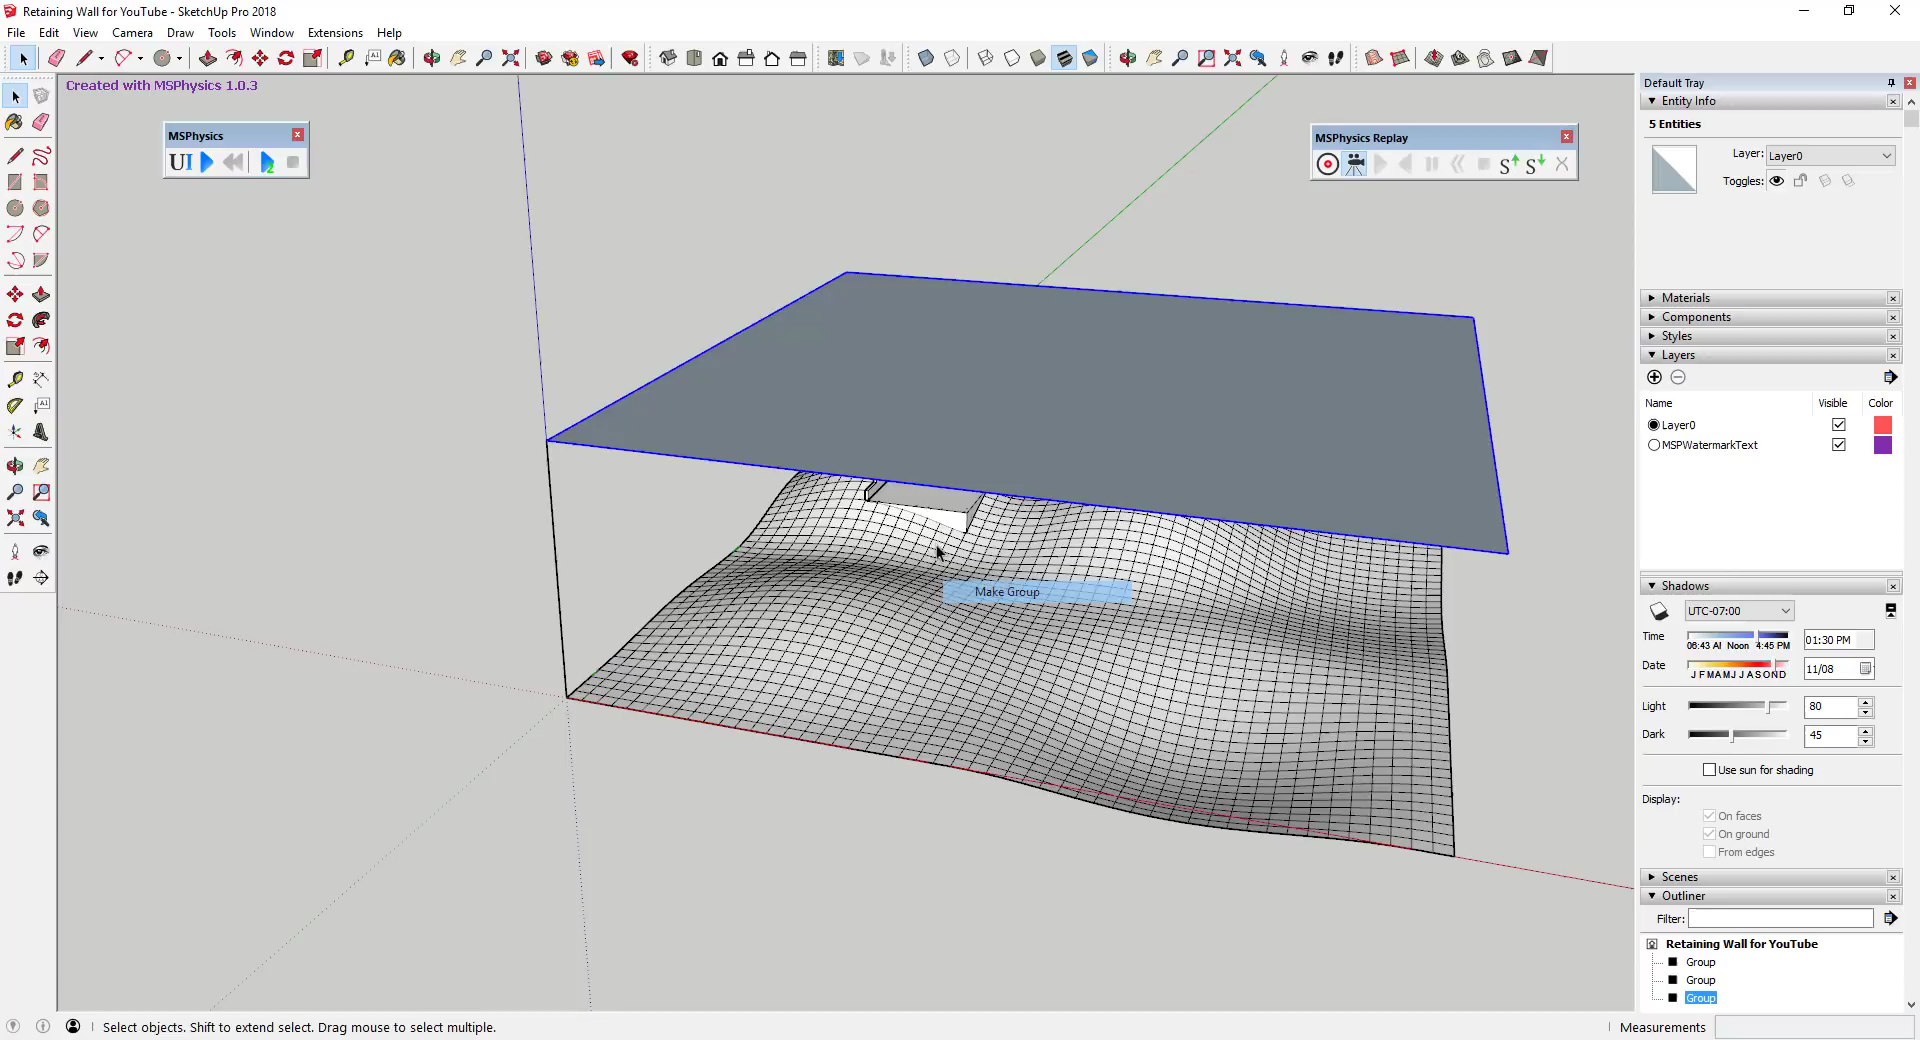 Retaining Wall for YouTube - SketchUp Pro 2018
File Edit View Camera Draw Tools Window Extensions Help
Created with MSPhysics 1.0.3
MSPhysics
UI
2
MSPhysics Replay
S S
Default Tray
Entity Info
5 Entities
Layer: Layer0
Toggles:
Materials
Components
Styles
Layers
Name Visible Color
Layer0
MSPWatermarkText
Make Group
Shadows
UTC-07:00
Time 01:30 PM
06:43 AI Noon 4:45 PM
Date 11/08
J F M A M J J A S O N D
Light 80
Dark 45
Use sun for shading
Display:
On faces
On ground
From edges
Scenes
Outliner
Filter:
Retaining Wall for YouTube
Group
Group
Group
Select objects. Shift to extend select. Drag mouse to select multiple.
Measurements